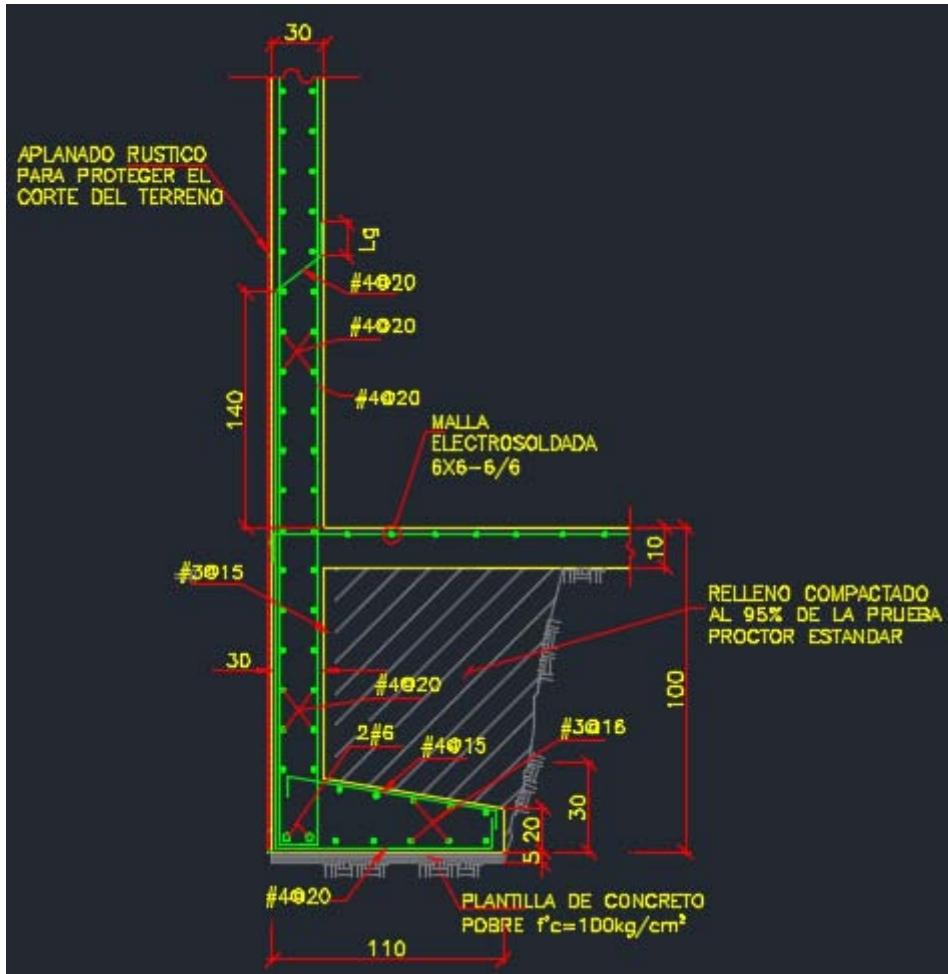 30
APLANADO RUSTICO
PARA PROTEGER EL
CORTE DEL TERRENO
Lg
#4@20
#4@20
#4@20
140
MALLA
ELECTROSOLDADA
6X6-6/6
10
#3@15
RELLENO COMPACTADO
AL 95% DE LA PRUEBA
PROCTOR ESTANDAR
30
#4@20
100
2#6
#4@15
#3@16
30
20
5
#4@20
PLANTILLA DE CONCRETO
POBRE f'c=100kg/cm²
110